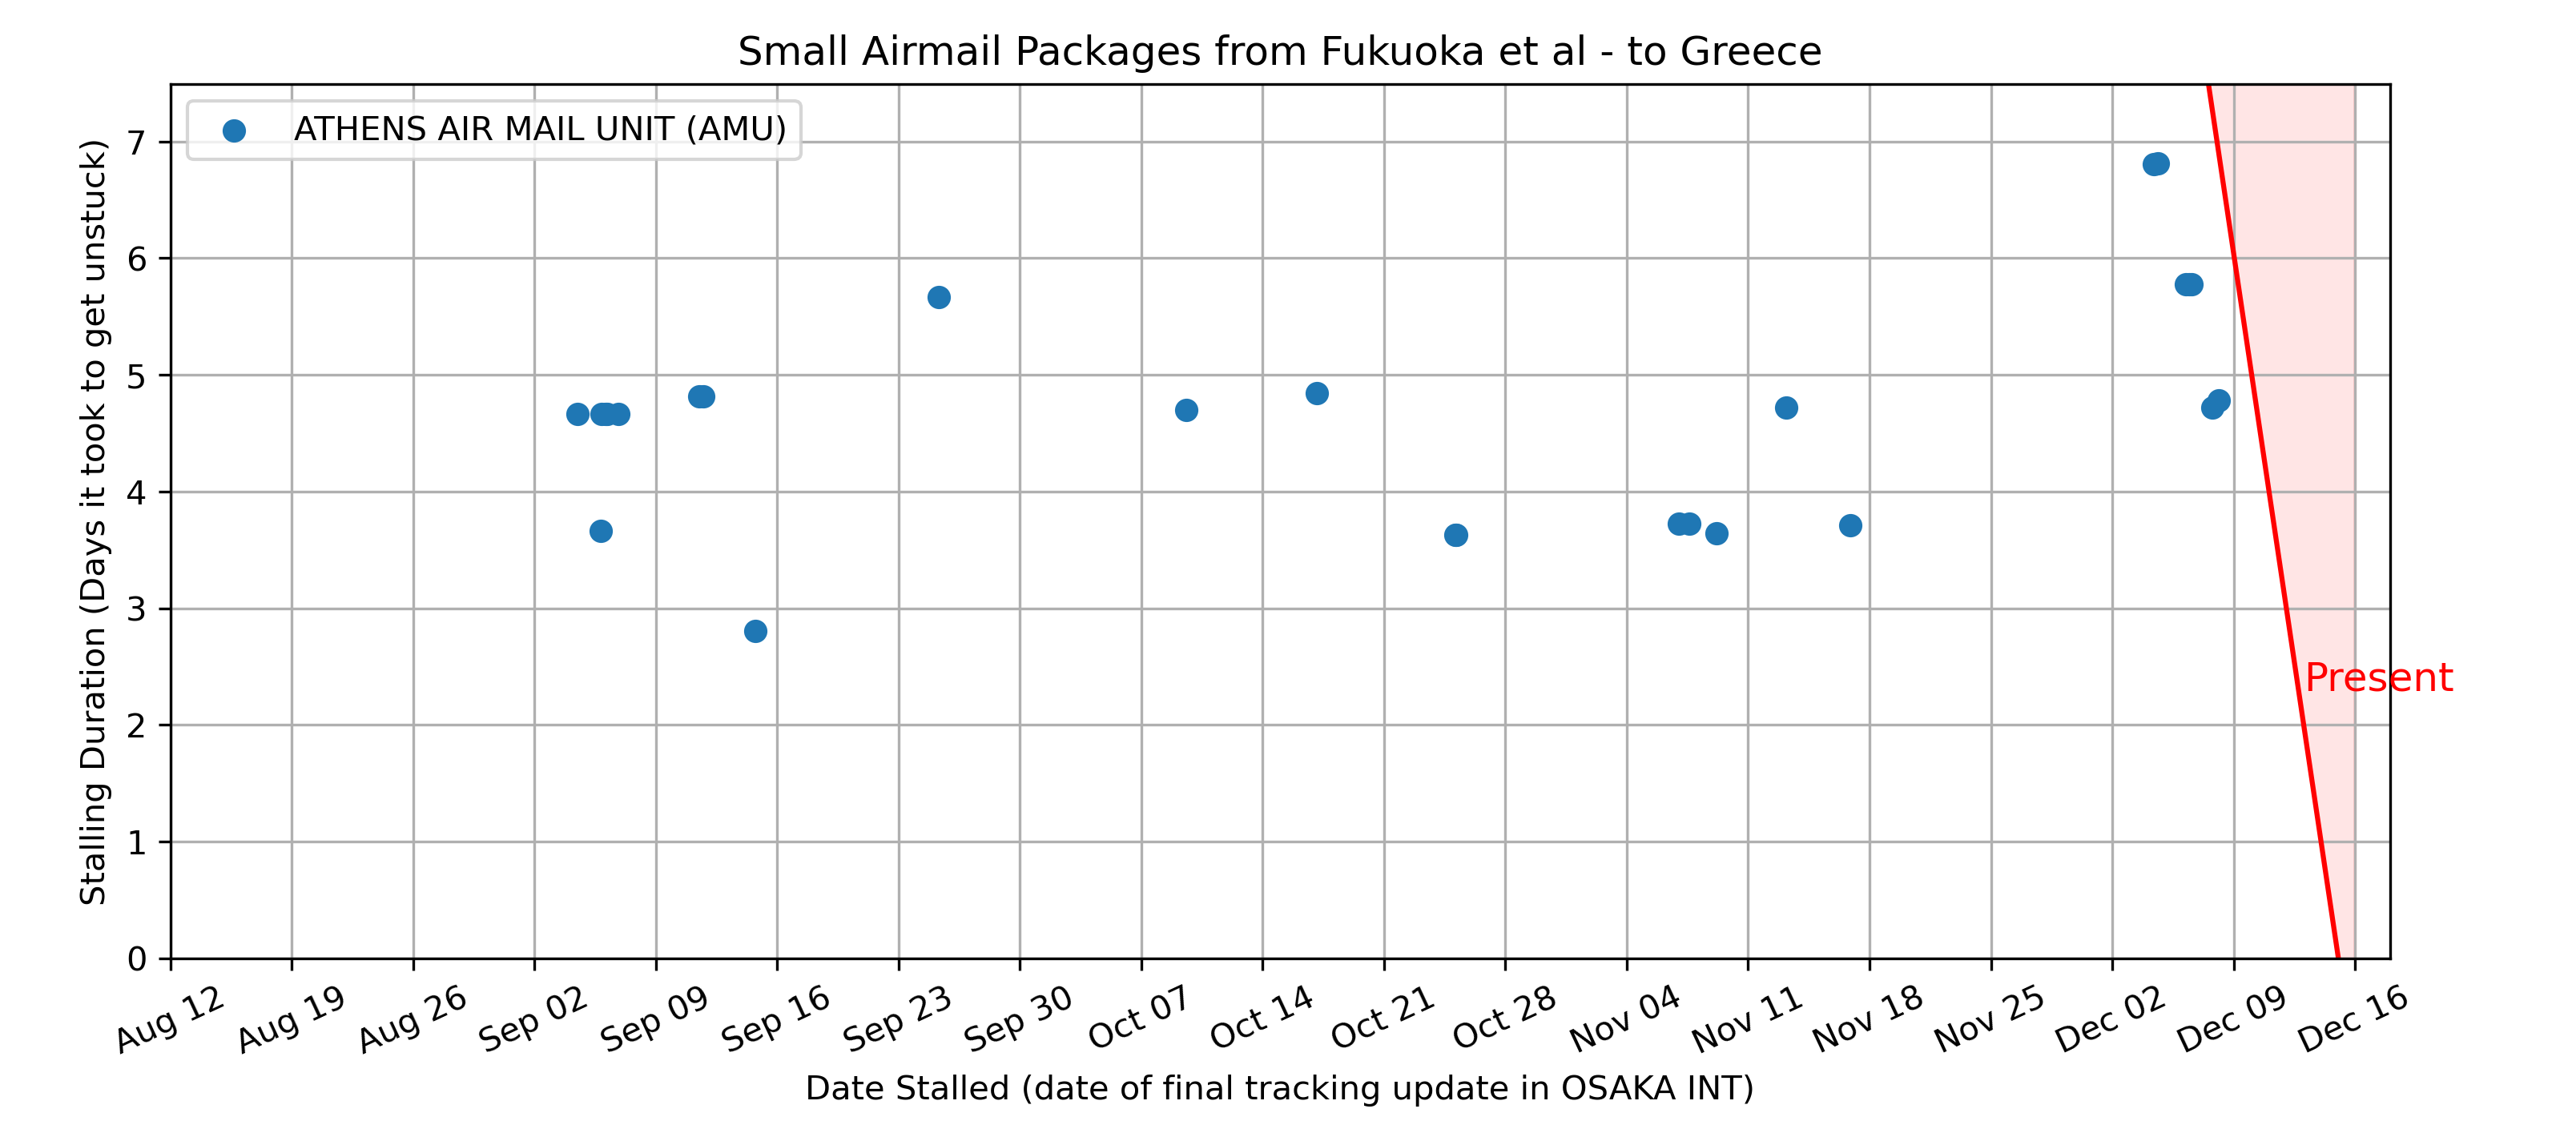 Small Airmail Packages from Fukuoka et al - to Greece
ATHENS AIR MAIL UNIT (AMU)
Stalling Duration (Days it took to get unstuck)
7
6
5
4
3
2
1
0
Present
Aug 12
Aug 19
Aug 26
Sep 02
Sep 09
Sep 16
Sep 23
Sep 30
Oct 07
Oct 14
Oct 21
Oct 28
Nov 04
Nov 11
Nov 18
Nov 25
Dec 02
Dec 09
Dec 16
Date Stalled (date of final tracking update in OSAKA INT)